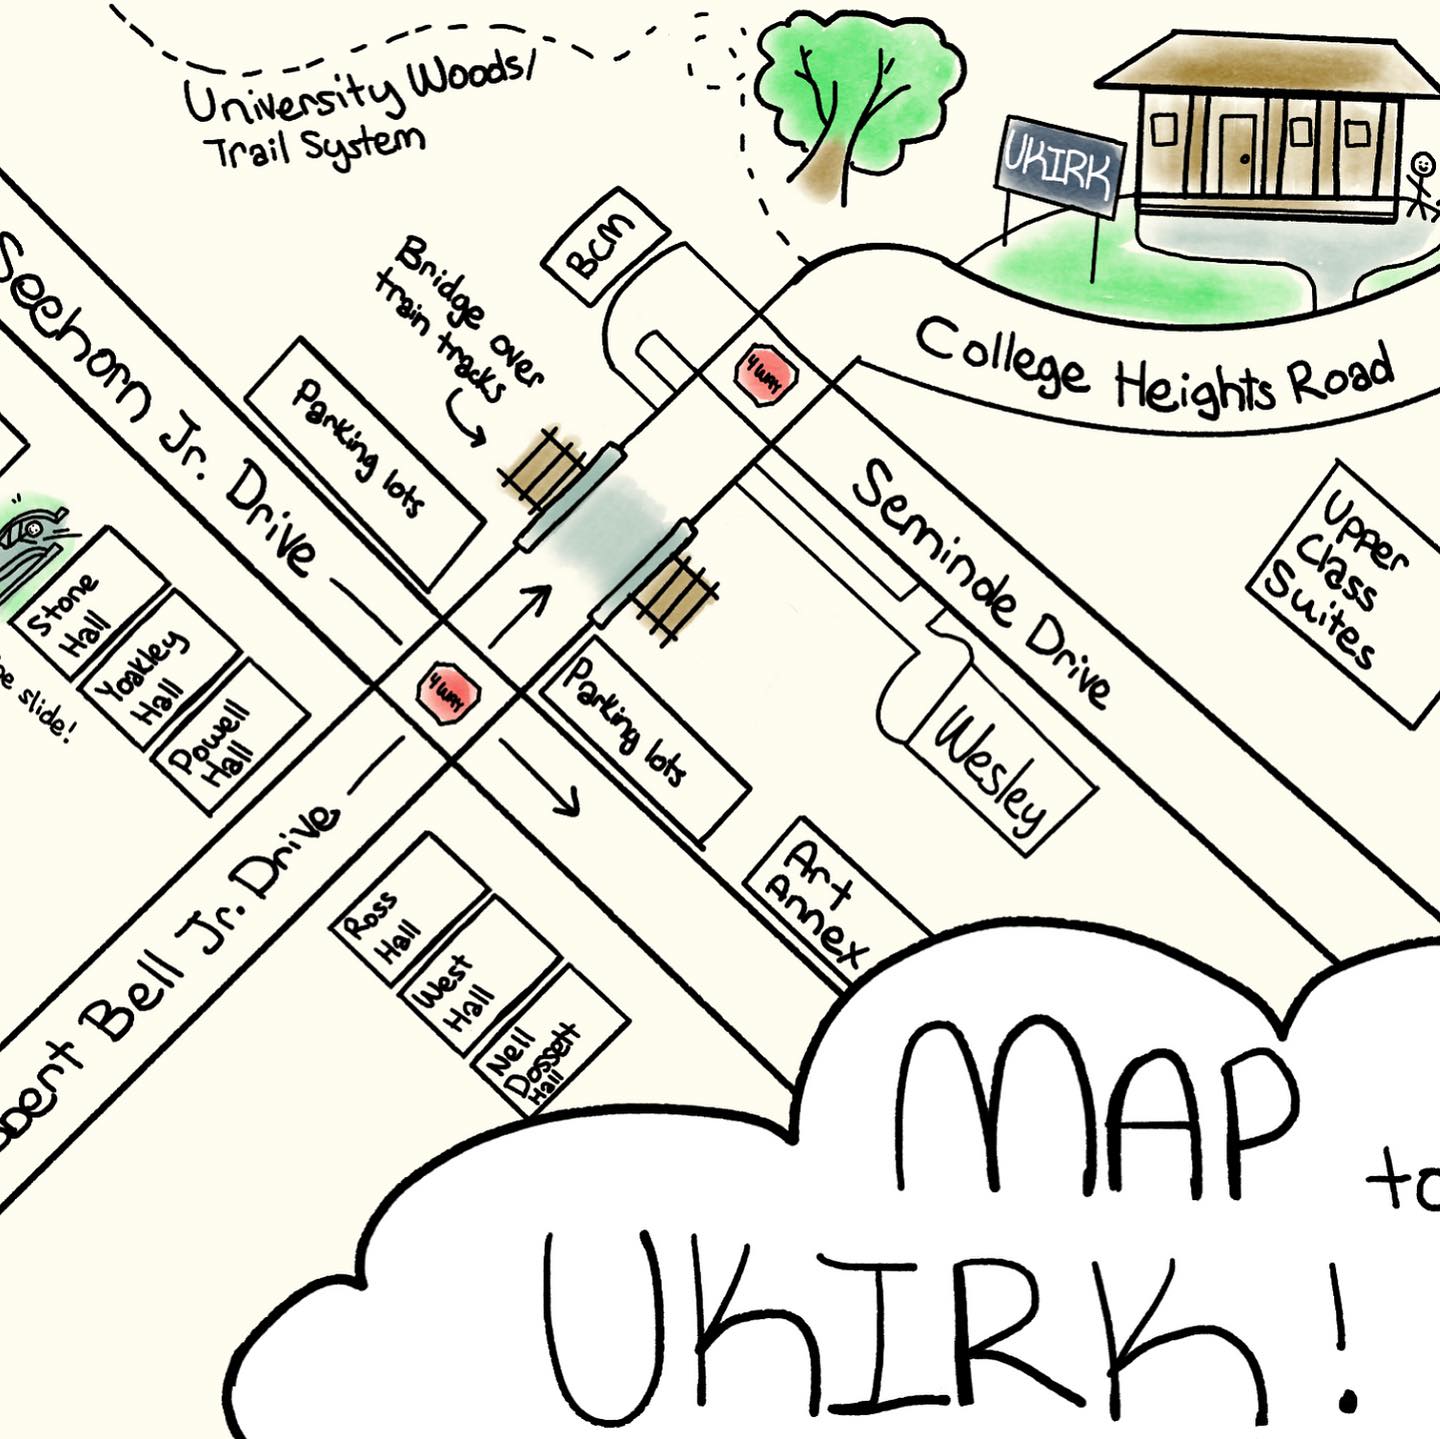 University Woods/
Trail System
UKIRK
BCM
Bridge over
train tracks
College Heights Road
4 WAY
Seehorn Jr. Drive
Parking lots
Seminole Drive
Upper
Class
Suites
Stone
Hall
Yoakley
Hall
Powell
Hall
slide!
4 WAY
Parking lots
Wesley
Bell Jr. Drive
Art
Annex
Ross
Hall
West
Hall
Nell
Dossett
Hall
MAP to
UKIRK!